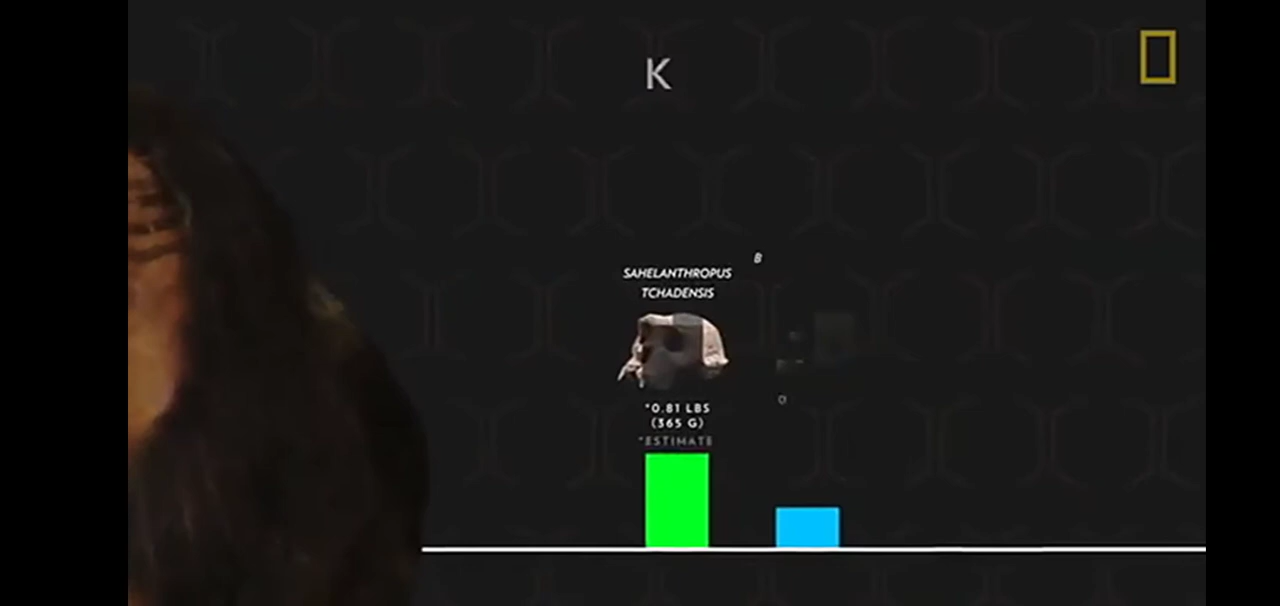 K
B
SAHELANTHROPUS
TCHADENSIS
*0.81 LBS
(365 G)
*ESTIMATE
O